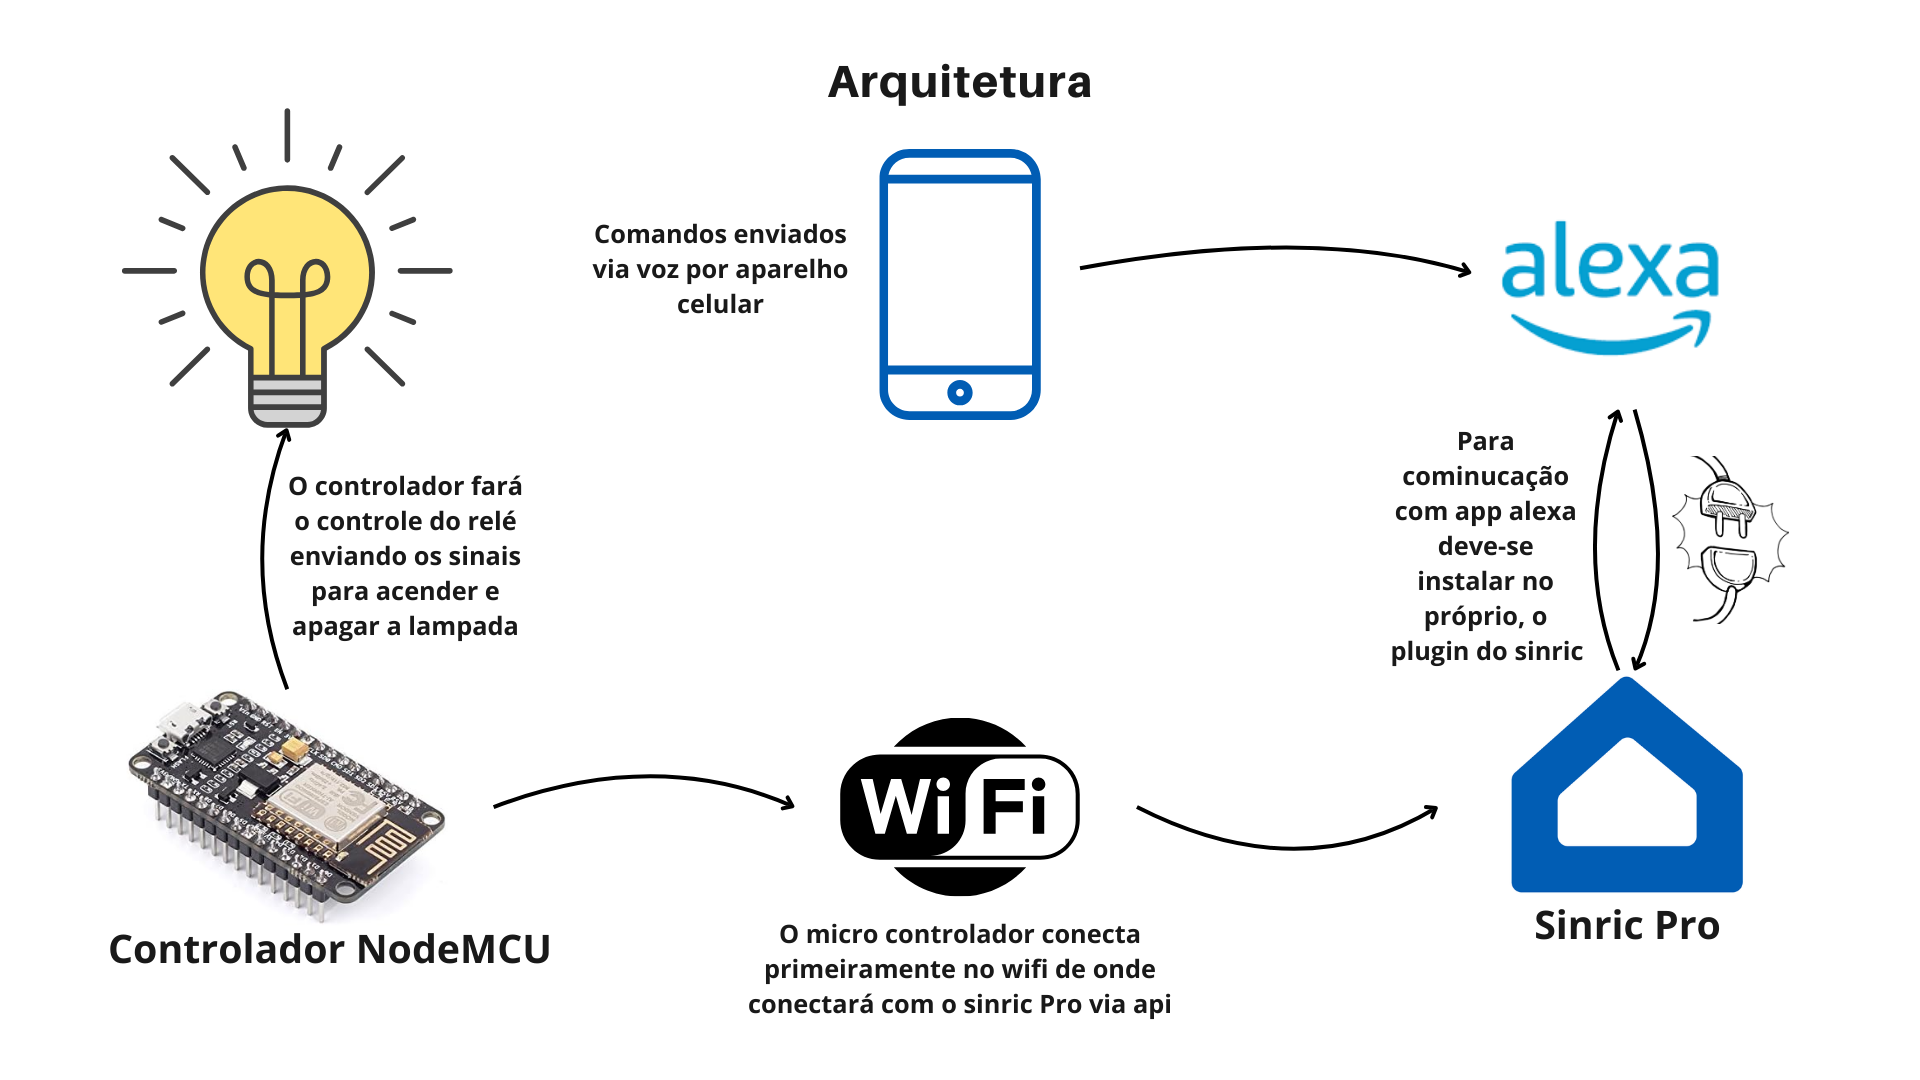 Arquitetura
Comandos enviados
via voz por aparelho
celular
alexa
O controlador fará
o controle do relé
enviando os sinais
para acender e
apagar a lampada
Para
cominucação
com app alexa
deve-se
instalar no
próprio, o
plugin do sinric
Controlador NodeMCU
Wi Fi
O micro controlador conecta
primeiramente no wifi de onde
conectará com o sinric Pro via api
Sinric Pro